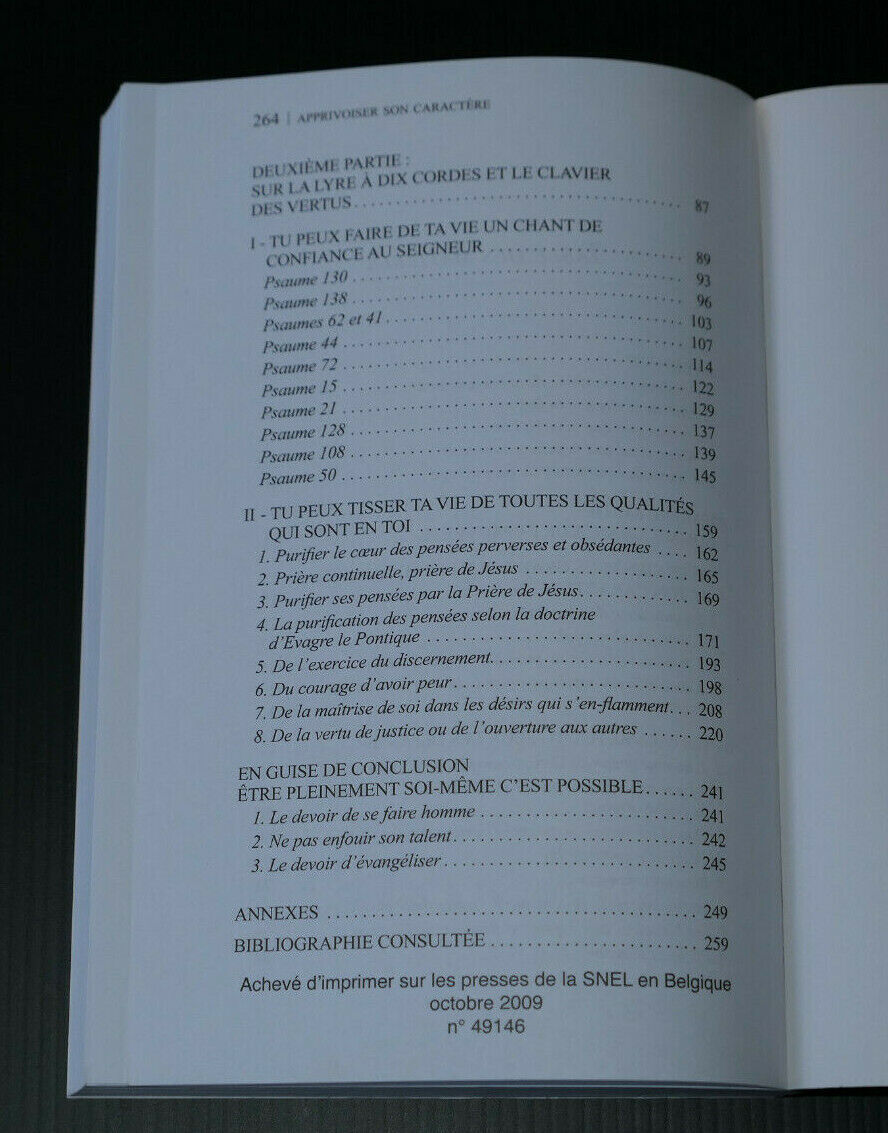 264 | APPRIVOISER SON CARACTÈRE
DEUXIÈME PARTIE :
SUR LA LYRE À DIX CORDES ET LE CLAVIER
DES VERTUS 87
I - TU PEUX FAIRE DE TA VIE UN CHANT DE
CONFIANCE AU SEIGNEUR 89
Psaume 130 93
Psaume 138 96
Psaumes 62 et 41 103
Psaume 44 107
Psaume 72 114
Psaume 15 122
Psaume 21 129
Psaume 128 137
Psaume 108 139
Psaume 50 145
II - TU PEUX TISSER TA VIE DE TOUTES LES QUALITÉS
QUI SONT EN TOI 159
1. Purifier le cœur des pensées perverses et obsédantes 162
2. Prière continuelle, prière de Jésus 165
3. Purifier ses pensées par la Prière de Jésus 169
4. La purification des pensées selon la doctrine
d'Evagre le Pontique 171
5. De l'exercice du discernement 193
6. Du courage d'avoir peur 198
7. De la maîtrise de soi dans les désirs qui s'en-flamment 208
8. De la vertu de justice ou de l'ouverture aux autres 220
EN GUISE DE CONCLUSION
ÊTRE PLEINEMENT SOI-MÊME C'EST POSSIBLE 241
1. Le devoir de se faire homme 241
2. Ne pas enfouir son talent 242
3. Le devoir d'évangéliser 245
ANNEXES 249
BIBLIOGRAPHIE CONSULTÉE 259
Achevé d'imprimer sur les presses de la SNEL en Belgique
octobre 2009
n° 49146